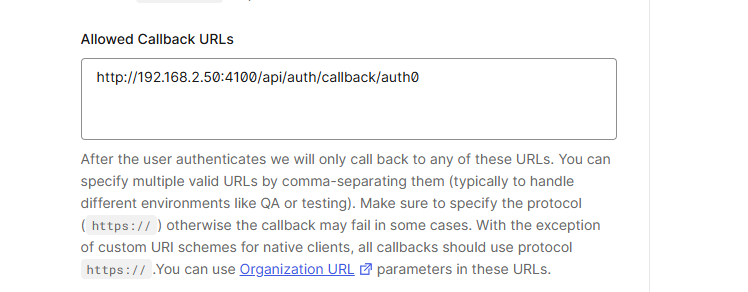 Allowed Callback URLs
http://192.168.2.50:4100/api/auth/callback/auth0
After the user authenticates we will only call back to any of these URLs. You can
specify multiple valid URLs by comma-separating them (typically to handle
different environments like QA or testing). Make sure to specify the protocol
( https:// ) otherwise the callback may fail in some cases. With the exception
of custom URI schemes for native clients, all callbacks should use protocol
https:// .You can use Organization URL parameters in these URLs.